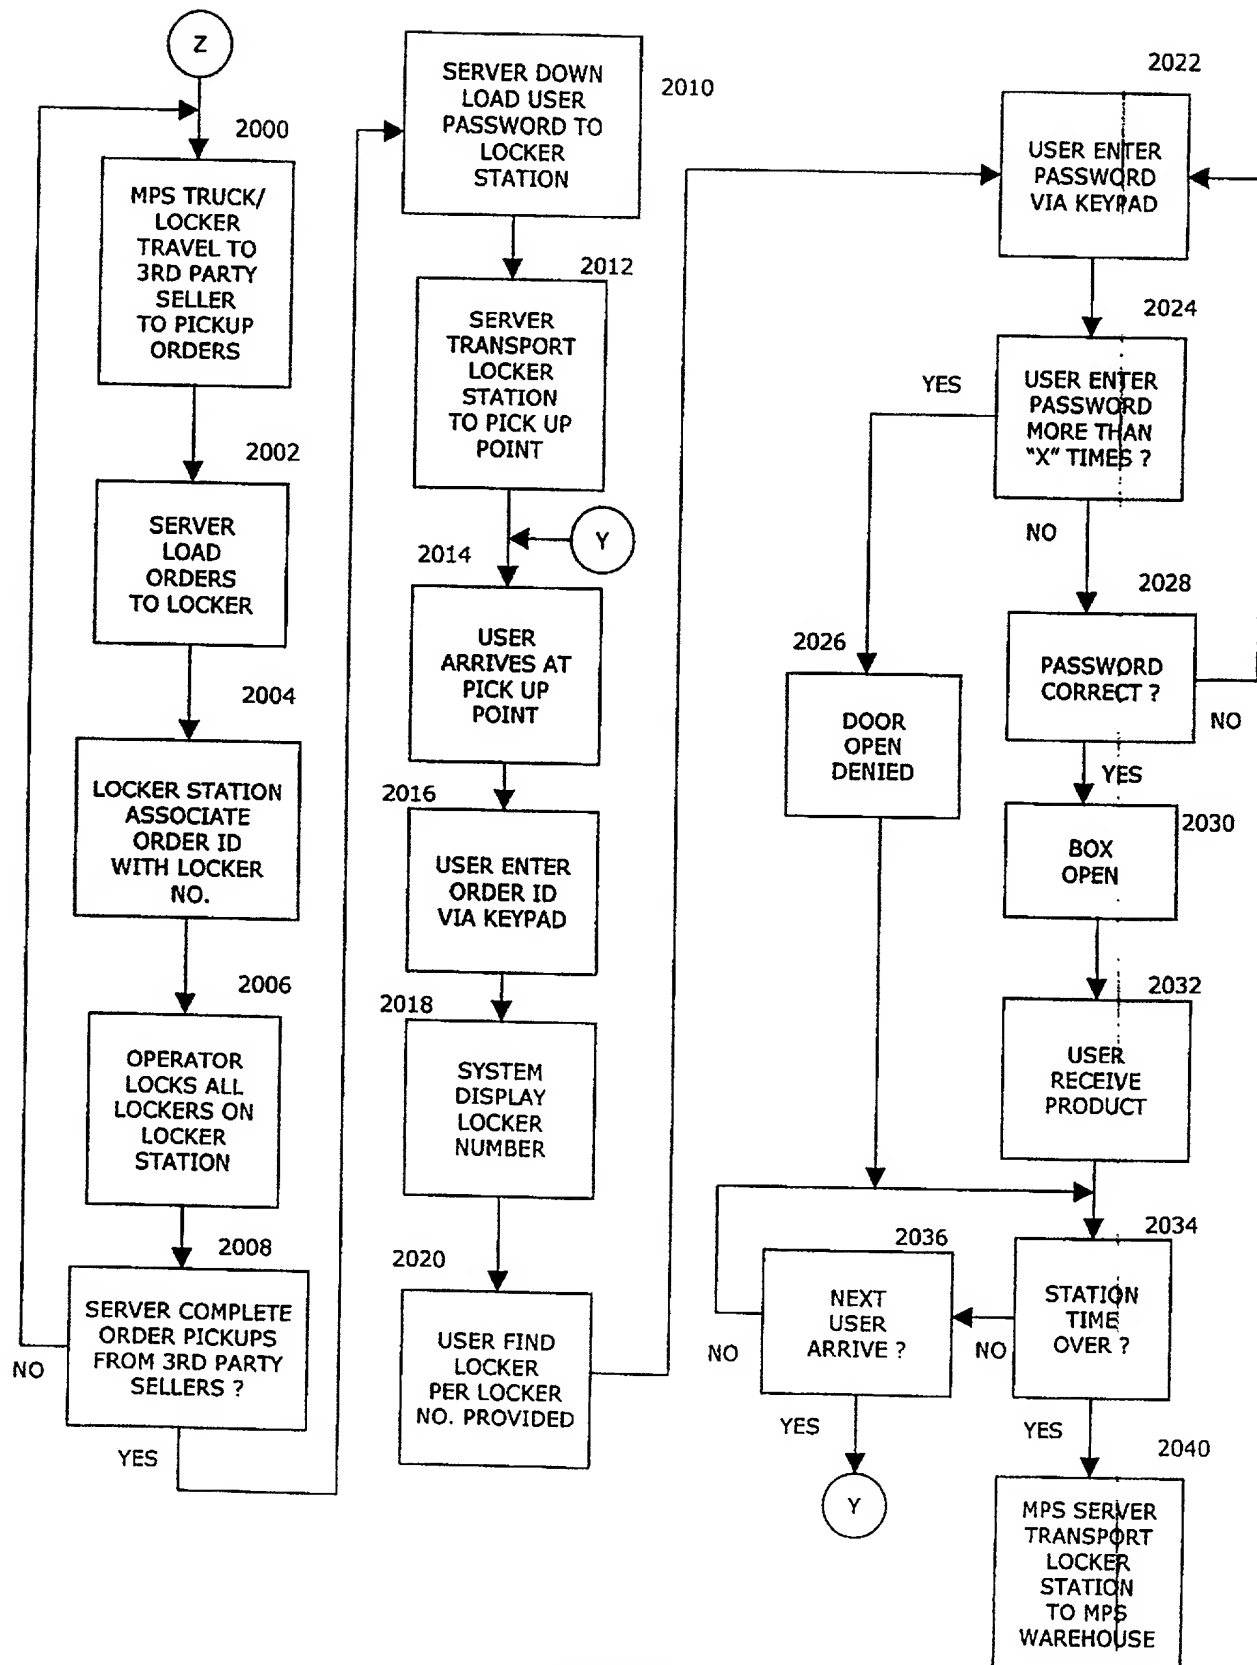 Z
2000
MPS TRUCK/
LOCKER
TRAVEL TO
3RD PARTY
SELLER
TO PICKUP
ORDERS
2002
SERVER
LOAD
ORDERS
TO LOCKER
2004
LOCKER STATION
ASSOCIATE
ORDER ID
WITH LOCKER
NO.
2006
OPERATOR
LOCKS ALL
LOCKERS ON
LOCKER
STATION
2008
SERVER COMPLETE
ORDER PICKUPS
FROM 3RD PARTY
SELLERS ?
NO
YES
SERVER DOWN
LOAD USER
PASSWORD TO
LOCKER
STATION
2010
2012
SERVER
TRANSPORT
LOCKER
STATION
TO PICK UP
POINT
Y
2014
USER
ARRIVES AT
PICK UP
POINT
2016
USER ENTER
ORDER ID
VIA KEYPAD
2018
SYSTEM
DISPLAY
LOCKER
NUMBER
2020
USER FIND
LOCKER
PER LOCKER
NO. PROVIDED
2022
USER ENTER
PASSWORD
VIA KEYPAD
2024
USER ENTER
PASSWORD
MORE THAN
"X" TIMES ?
YES
NO
2026
DOOR
OPEN
DENIED
2028
PASSWORD
CORRECT ?
NO
YES
2030
BOX
OPEN
2032
USER
RECEIVE
PRODUCT
2034
STATION
TIME
OVER ?
NO
YES
2036
NEXT
USER
ARRIVE ?
NO
YES
Y
2040
MPS SERVER
TRANSPORT
LOCKER
STATION
TO MPS
WAREHOUSE